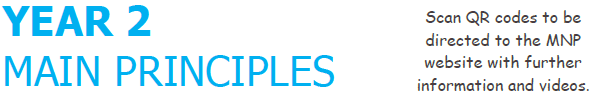 YEAR 2
MAIN PRINCIPLES
Scan QR codes to be
directed to the MNP
website with further
information and videos.